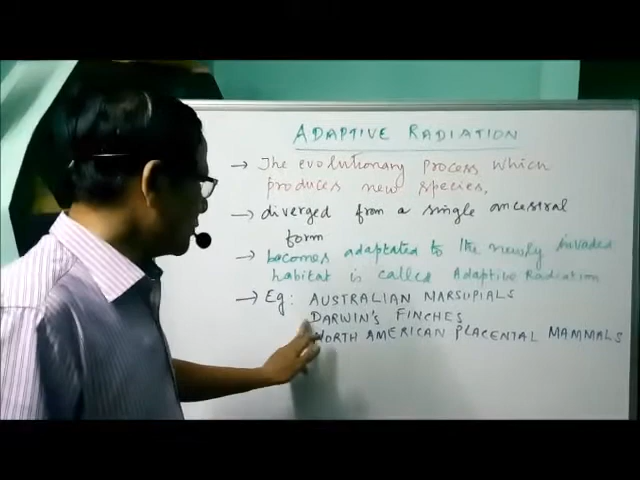 ADAPTIVE RADIATION
→ The evolutionary process which
produces new species,
→ diverged from a single ancestral
form
→ becomes adaptated to the newly invaded
habitat is called Adaptive Radiation
→ Eg: AUSTRALIAN MARSUPIALS
DARWIN'S FINCHES
NORTH AMERICAN PLACENTAL MAMMALS